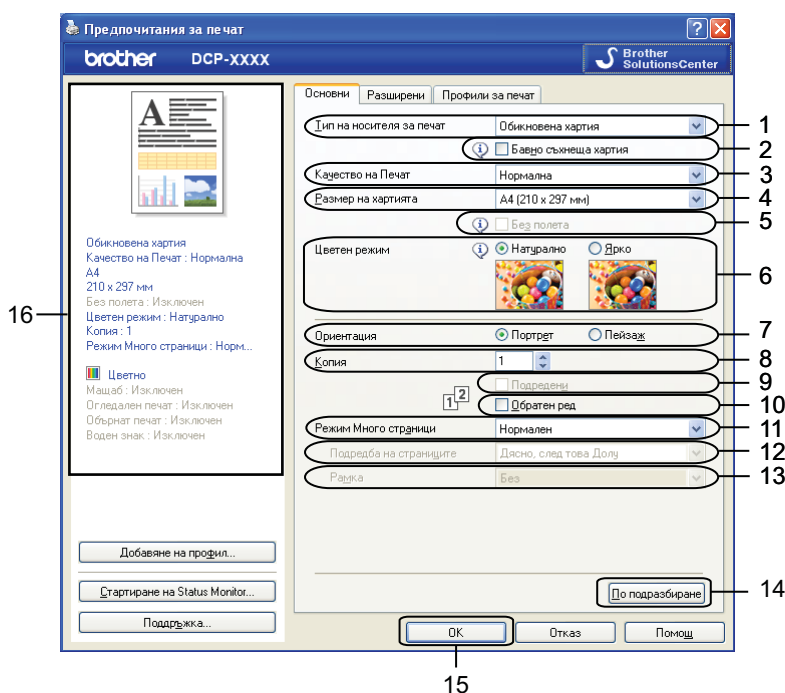 Предпочитания за печат
brother DCP-XXXX Brother SolutionsCenter
Основни Разширени Профили за печат
Тип на носителя за печат Обикновена хартия 1
Бавно съхнеща хартия 2
Качество на Печат Нормална 3
Размер на хартията A4 (210 x 297 мм) 4
Без полета 5
Цветен режим Натурално Ярко 6
Ориентация Портрет Пейзаж 7
Копия 1 8
Подредени 9
12 Обратен ред 10
Режим Много страници Нормален 11
Подредба на страниците Дясно, след това Долу 12
Рамка Без 13
По подразбиране 14
A
Обикновена хартия
Качество на Печат : Нормална
A4
210 x 297 мм
Без полета : Изключен
Цветен режим : Натурално
Копия : 1
Режим Много страници : Норм...
16
Цветно
Мащаб : Изключен
Огледален печат : Изключен
Обърнат печат : Изключен
Воден знак : Изключен
Добавяне на профил...
Стартиране на Status Monitor...
Поддръжка...
OK Отказ Помощ
15